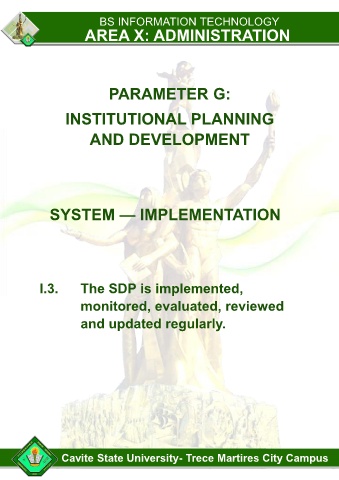 BS INFORMATION TECHNOLOGY
AREA X: ADMINISTRATION
PARAMETER G:
INSTITUTIONAL PLANNING
AND DEVELOPMENT
SYSTEM — IMPLEMENTATION
I.3. The SDP is implemented,
monitored, evaluated, reviewed
and updated regularly.
Cavite State University- Trece Martires City Campus